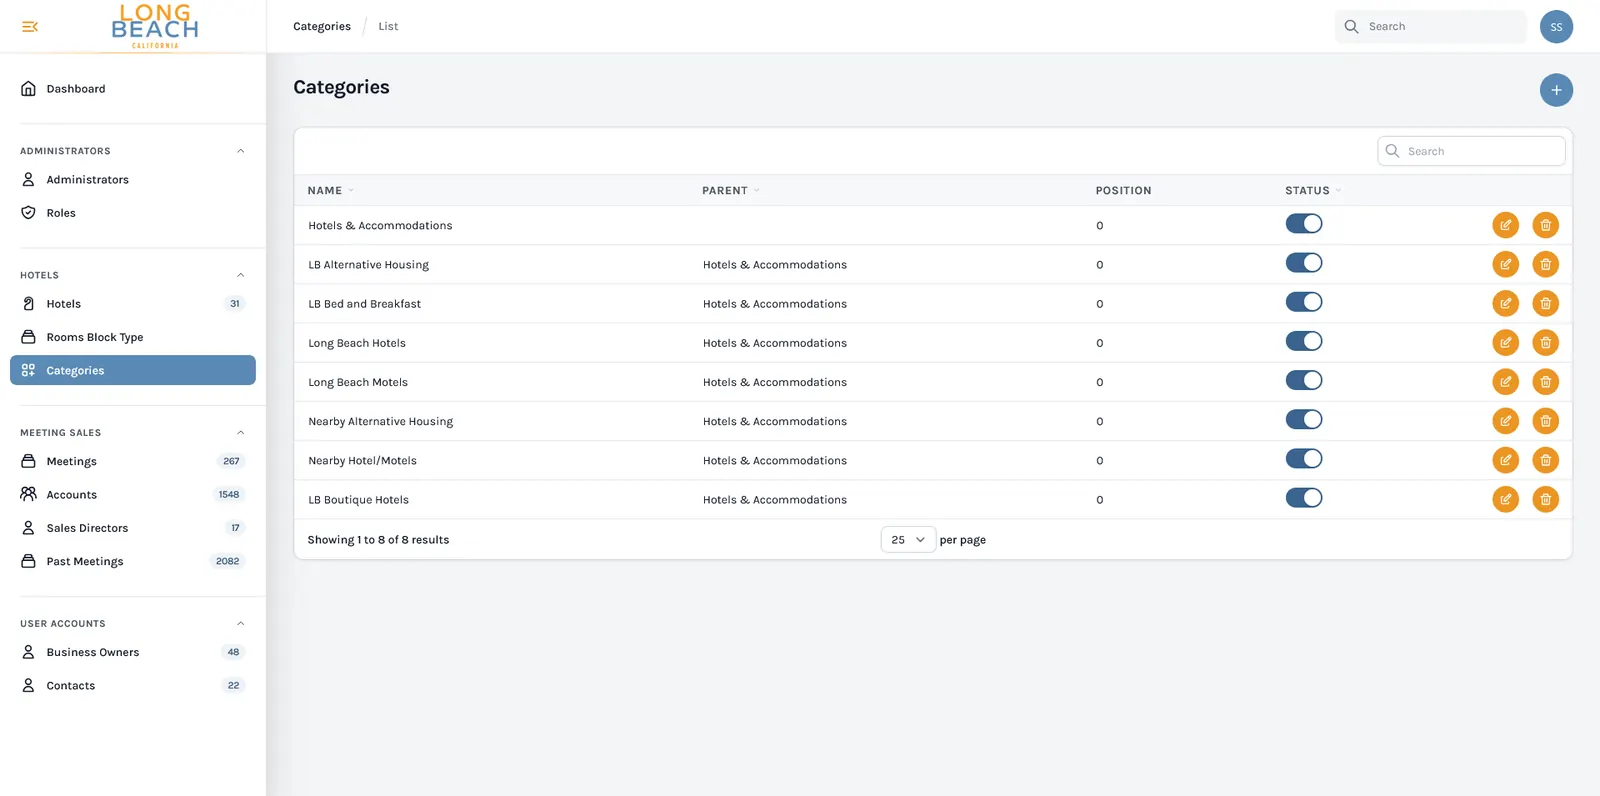 LONG
BEACH
CALIFORNIA
Categories / List
Search
SS
Dashboard
ADMINISTRATORS
Administrators
Roles
HOTELS
Hotels 31
Rooms Block Type
Categories
MEETING SALES
Meetings 267
Accounts 1548
Sales Directors 17
Past Meetings 2082
USER ACCOUNTS
Business Owners 48
Contacts 22
Categories
Search
NAME PARENT POSITION STATUS
Hotels & Accommodations 0
LB Alternative Housing Hotels & Accommodations 0
LB Bed and Breakfast Hotels & Accommodations 0
Long Beach Hotels Hotels & Accommodations 0
Long Beach Motels Hotels & Accommodations 0
Nearby Alternative Housing Hotels & Accommodations 0
Nearby Hotel/Motels Hotels & Accommodations 0
LB Boutique Hotels Hotels & Accommodations 0
Showing 1 to 8 of 8 results 25 per page